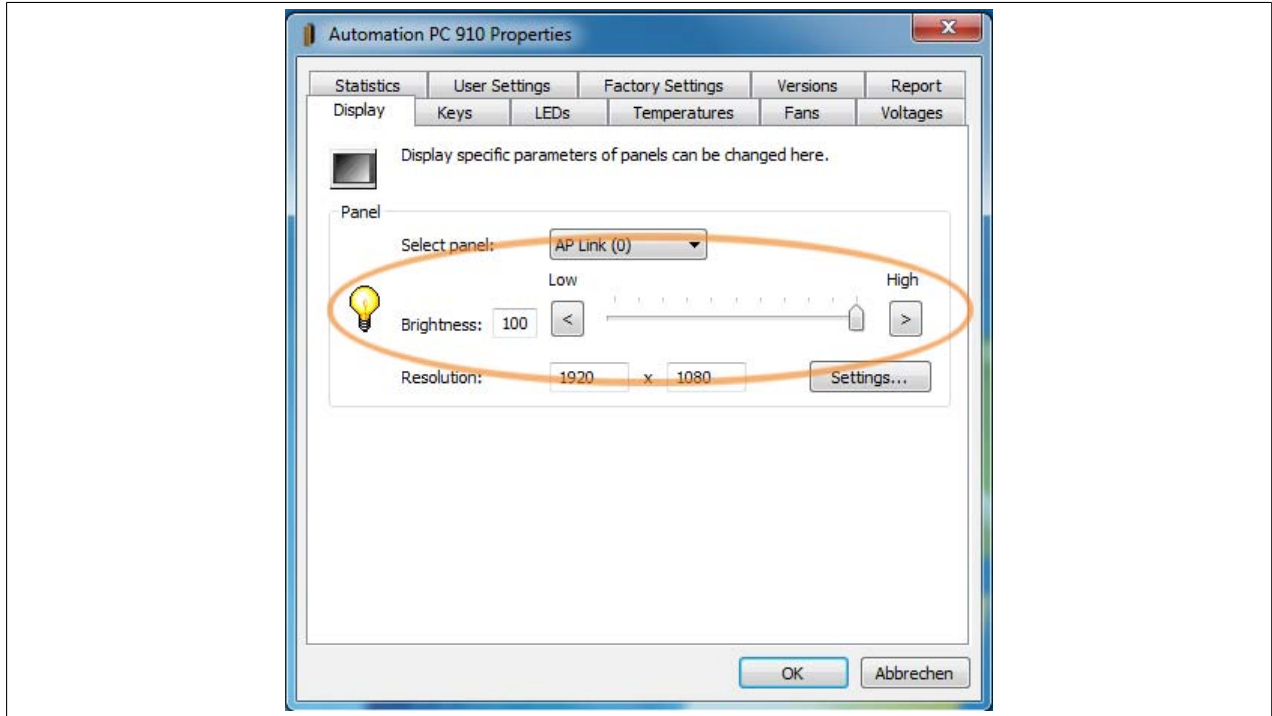 Automation PC 910 Properties
x
Statistics User Settings Factory Settings Versions Report
Display Keys LEDs Temperatures Fans Voltages
Display specific parameters of panels can be changed here.
Panel
Select panel: AP Link (0)
Low High
Brightness: 100 < >
Resolution: 1920 x 1080 Settings...
OK Abbrechen